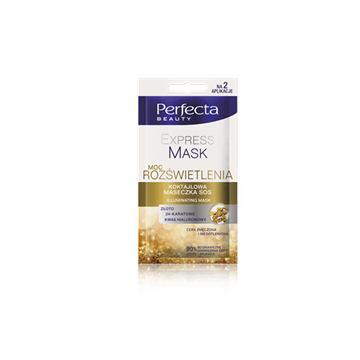 NA 2
APLIKACJE
Perfecta
BEAUTY
EXPRESS
MASK
MOC
ROZŚWIETLENIA
KOKTAJLOWA
MASECZKA SOS
ILLUMINATING MASK
ZŁOTO
24-KARATOWE
KWAS HIALURONOWY
CERA ZMĘCZONA
I NIEDOTLENIONA
90%